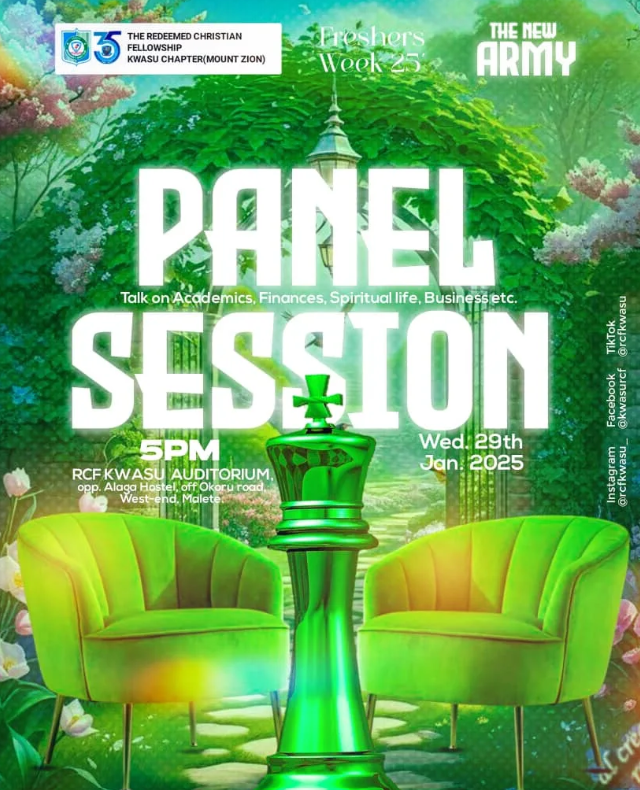 THE REDEEMED CHRISTIAN
FELLOWSHIP
KWASU CHAPTER(MOUNT ZION)
35
Freshers
Week 25'
THE NEW
ARMY
PANEL
Talk on Academics, Finances, Spiritual life, Business etc.
SESSION
5PM
RCF KWASU AUDITORIUM,
opp. Alaga Hostel, off Okoru road,
West-end, Malete.
Wed. 29th
Jan. 2025
Instagram
@rcfkwasu_
Facebook
@kwasurcf
TikTok
@rcfkwasu